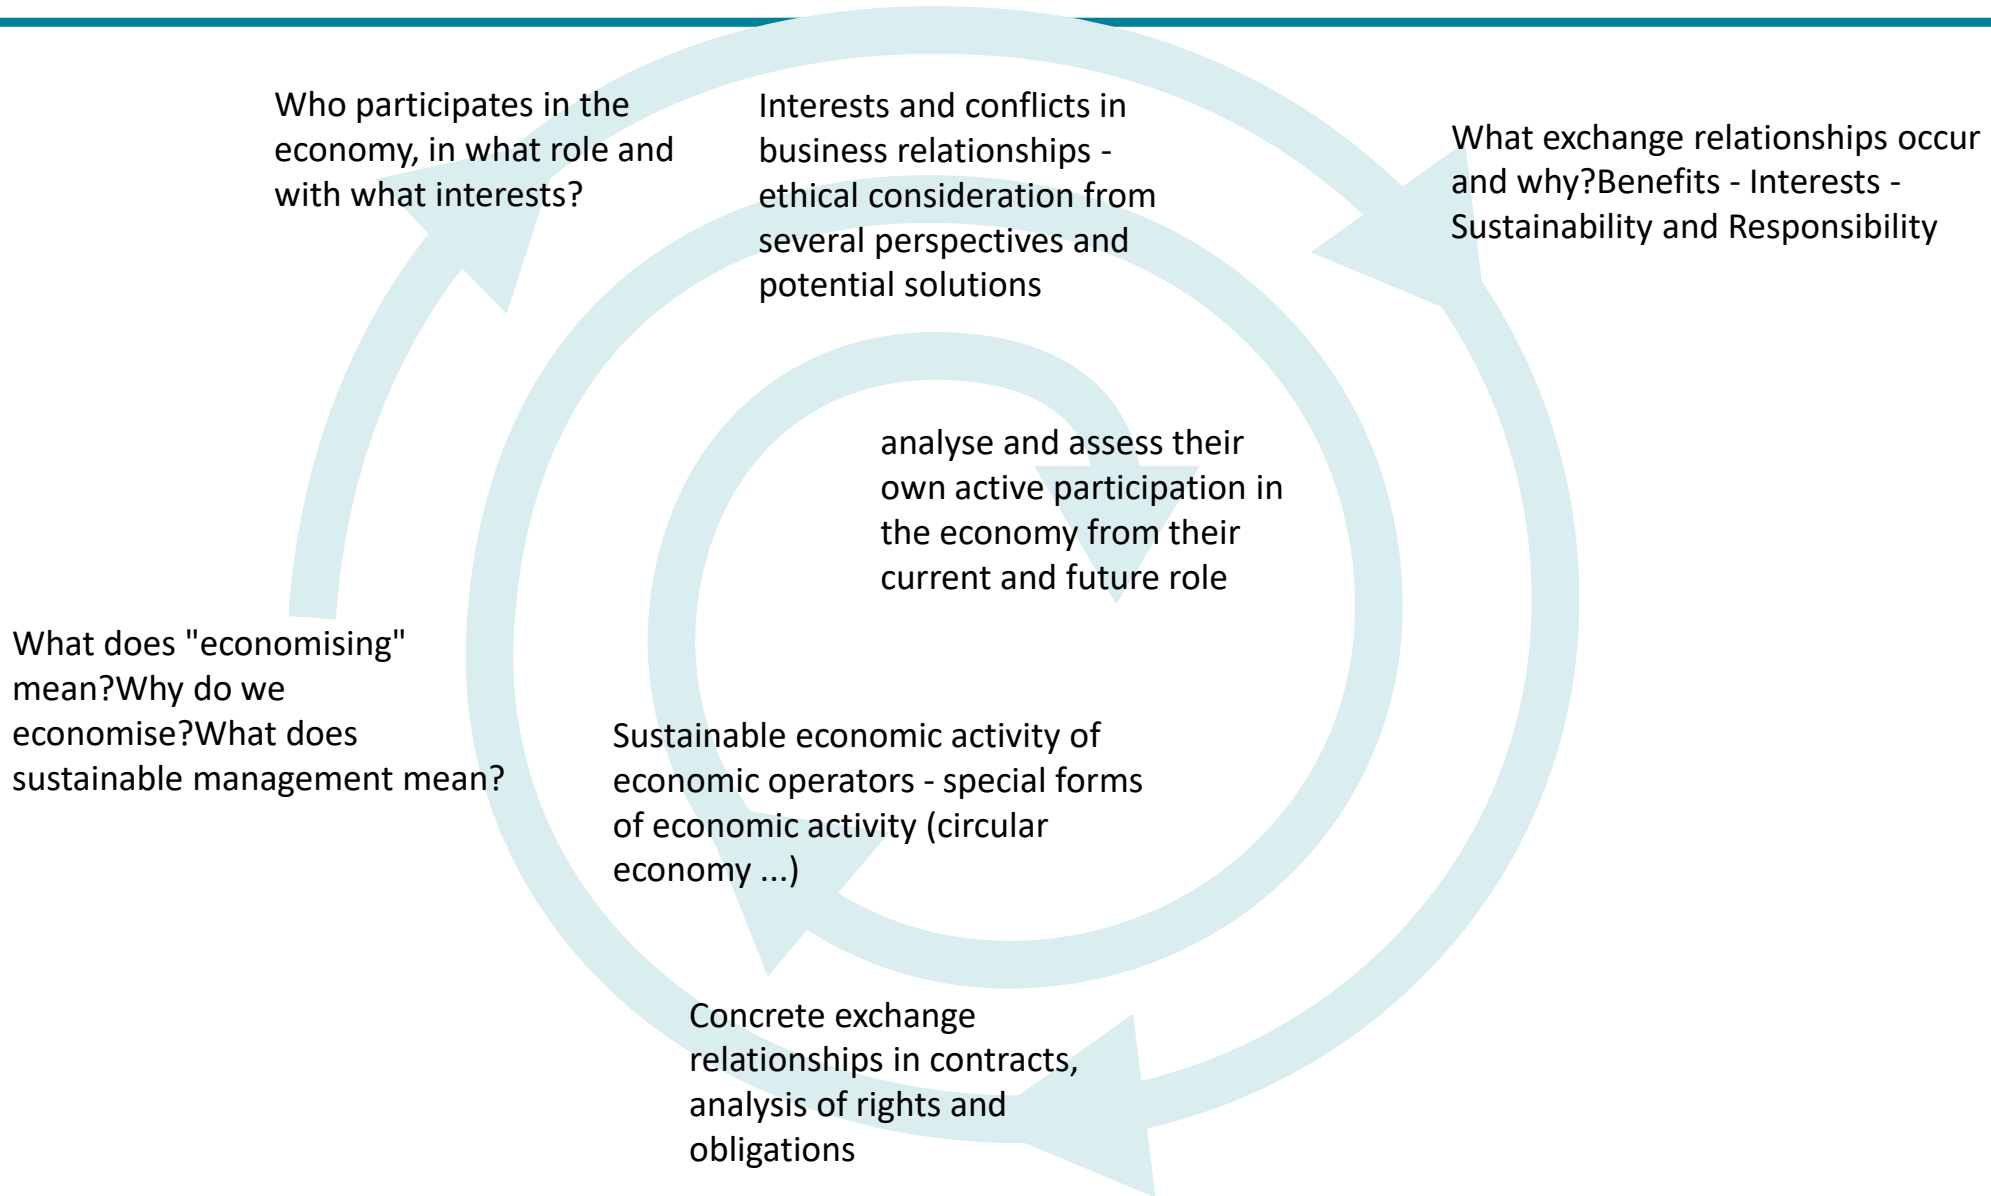 Who participates in the
economy, in what role and
with what interests?
Interests and conflicts in
business relationships -
ethical consideration from
several perspectives and
potential solutions
What exchange relationships occur
and why?Benefits - Interests -
Sustainability and Responsibility
analyse and assess their
own active participation in
the economy from their
current and future role
What does "economising"
mean?Why do we
economise?What does
sustainable management mean?
Sustainable economic activity of
economic operators - special forms
of economic activity (circular
economy ...)
Concrete exchange
relationships in contracts,
analysis of rights and
obligations